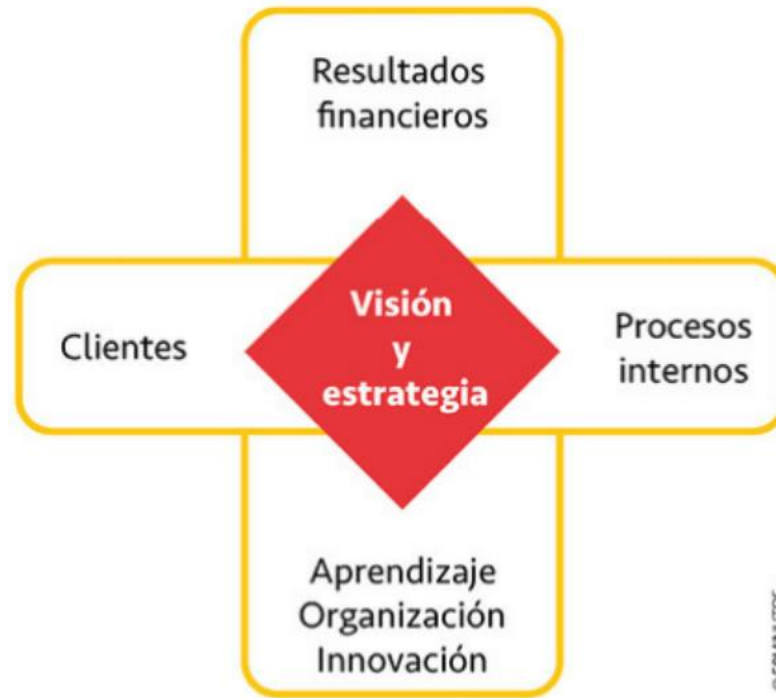 Resultados
financieros
Clientes
Visión
y
estrategia
Procesos
internos
Aprendizaje
Organización
Innovación